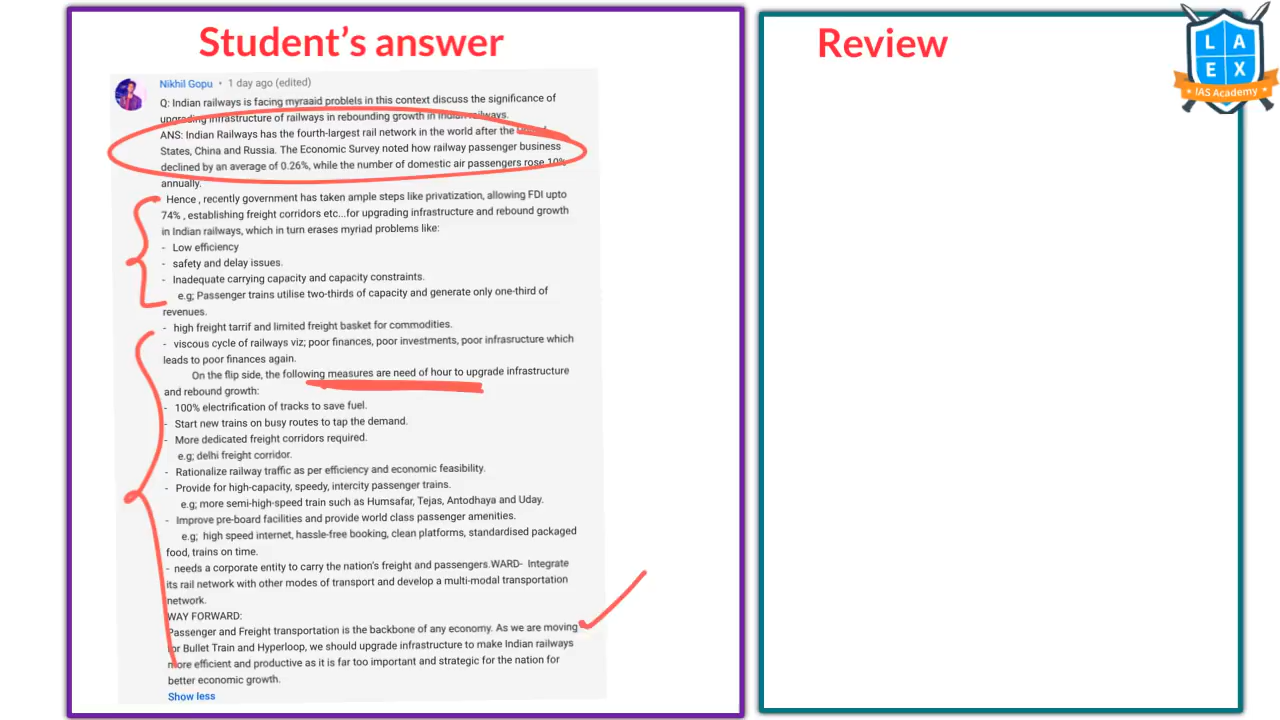 Student's answer
Nikhil Gopu • 1 day ago (edited)
Q: Indian railways is facing myraaid problels in this context discuss the significance of
upgrading infrastructure of railways in rebounding growth in Indian railways.
ANS: Indian Railways has the fourth-largest rail network in the world after the
States, China and Russia. The Economic Survey noted how railway passenger business
declined by an average of 0.26%, while the number of domestic air passengers rose 10%
annually.
Hence , recently government has taken ample steps like privatization, allowing FDI upto
74% , establishing freight corridors etc...for upgrading infrastructure and rebound growth
in Indian railways, which in turn erases myriad problems like:
- Low efficiency
- safety and delay issues.
- Inadequate carrying capacity and capacity constraints.
e.g; Passenger trains utilise two-thirds of capacity and generate only one-third of
revenues.
- high freight tarrif and limited freight basket for commodities.
- viscous cycle of railways viz; poor finances, poor investments, poor infrasructure which
leads to poor finances again.
On the flip side, the following measures are need of hour to upgrade infrastructure
and rebound growth:
- 100% electrification of tracks to save fuel.
- Start new trains on busy routes to tap the demand.
- More dedicated freight corridors required.
e.g; delhi freight corridor.
- Rationalize railway traffic as per efficiency and economic feasibility.
- Provide for high-capacity, speedy, intercity passenger trains.
e.g; more semi-high-speed train such as Humsafar, Tejas, Antodhaya and Uday.
- Improve pre-board facilities and provide world class passenger amenities.
e.g; high speed internet, hassle-free booking, clean platforms, standardised packaged
food, trains on time.
- needs a corporate entity to carry the nation's freight and passengers.WARD- Integrate
its rail network with other modes of transport and develop a multi-modal transportation
network.
WAY FORWARD:
Passenger and Freight transportation is the backbone of any economy. As we are moving
for Bullet Train and Hyperloop, we should upgrade infrastructure to make Indian railways
more efficient and productive as it is far too important and strategic for the nation for
better economic growth.
Show less
Review
L A
E X
IAS Academy